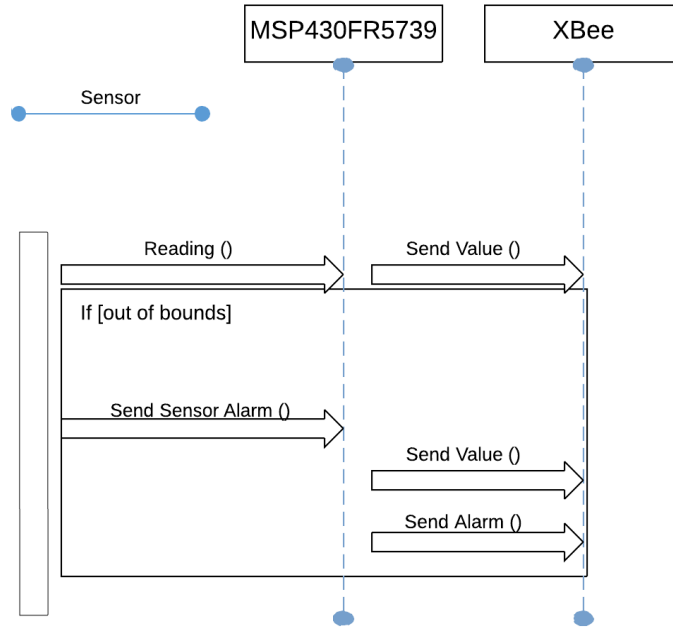 MSP430FR5739
XBee
Sensor
Reading ()
Send Value ()
If [out of bounds]
Send Sensor Alarm ()
Send Value ()
Send Alarm ()